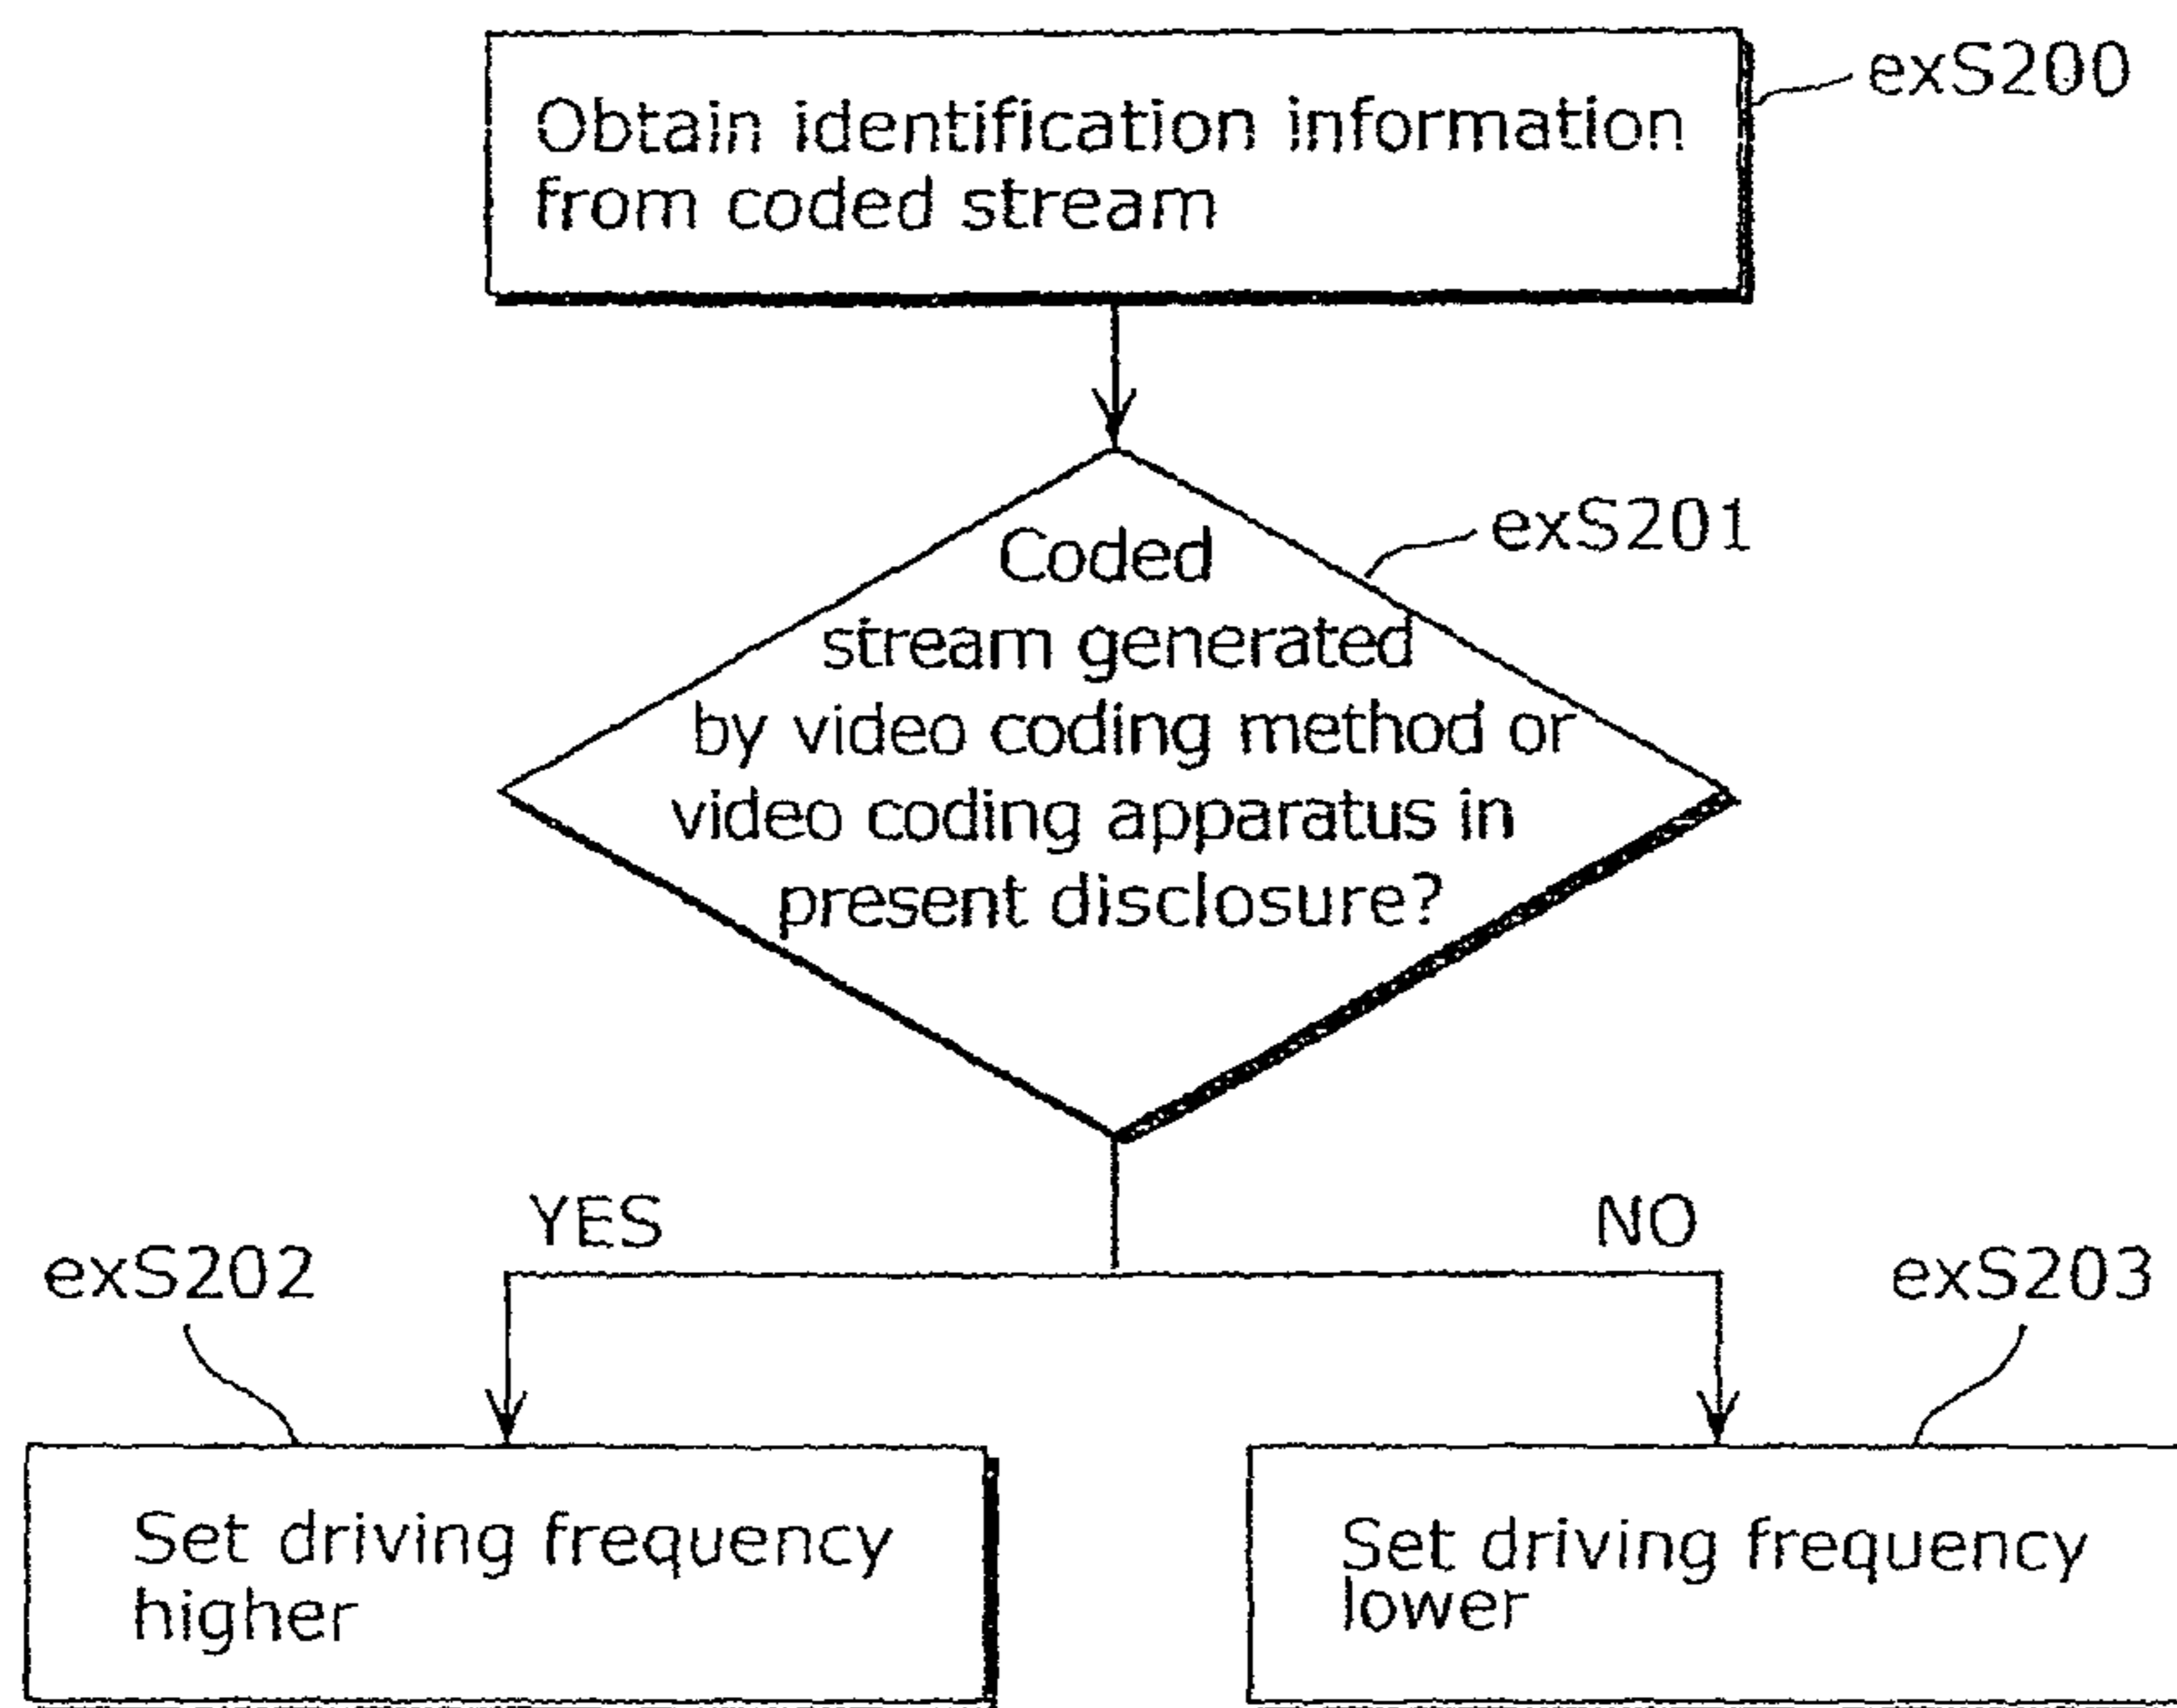 exS200
Obtain identification information
from coded stream
exS201
Coded
stream generated
by video coding method or
video coding apparatus in
present disclosure?
YES
NO
exS202
exS203
Set driving frequency
higher
Set driving frequency
lower